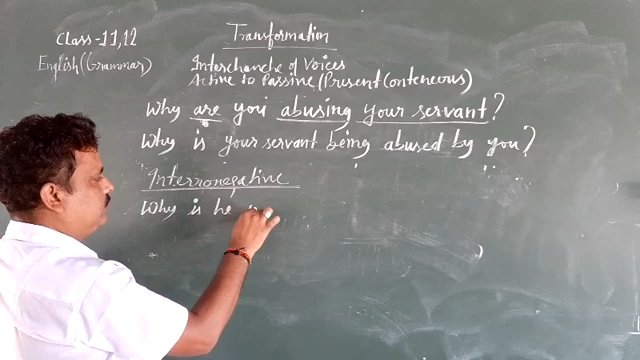 Transformation
Class-11,12
English (Grammar)
Interchange of Voices
Active to Passive (Present Conteneous)
Why are you abusing your servant?
Why is your servant being abused by you?
Interronegative
Why is he